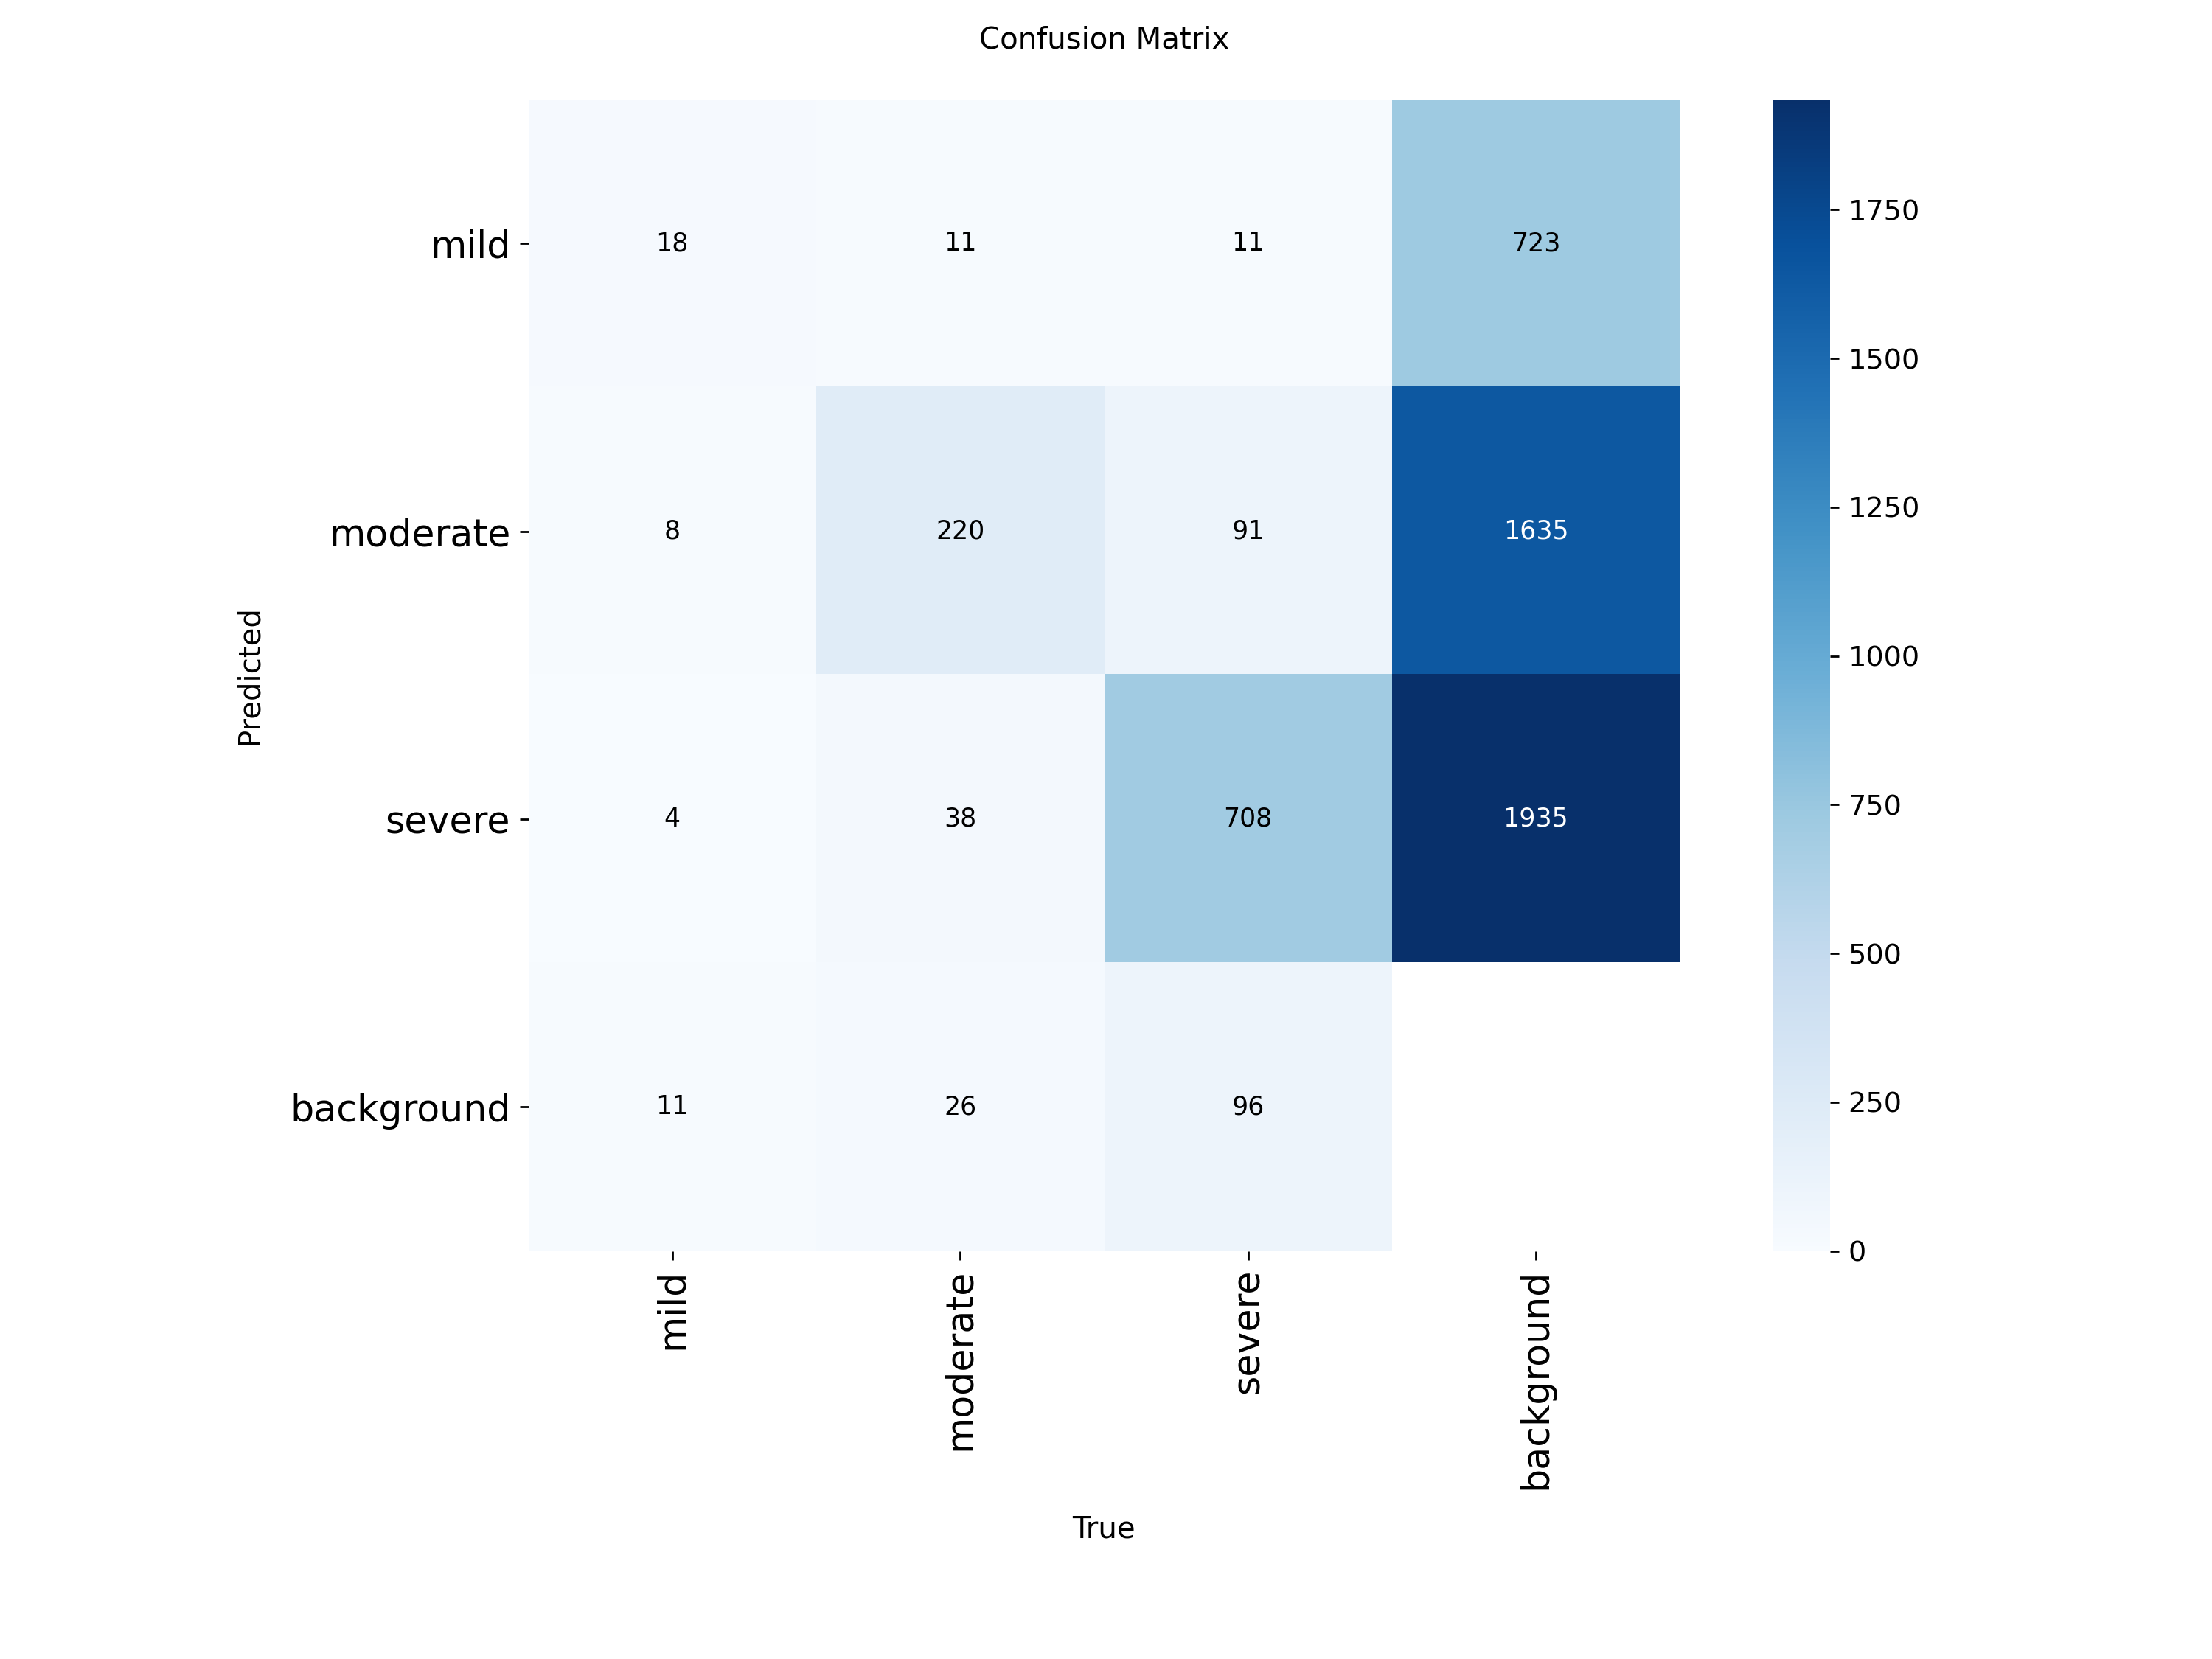 Confusion Matrix
mild 18 11 11 723
moderate 8 220 91 1635
severe 4 38 708 1935
background 11 26 96
mild moderate severe background
Predicted
True
1750
1500
1250
1000
750
500
250
0